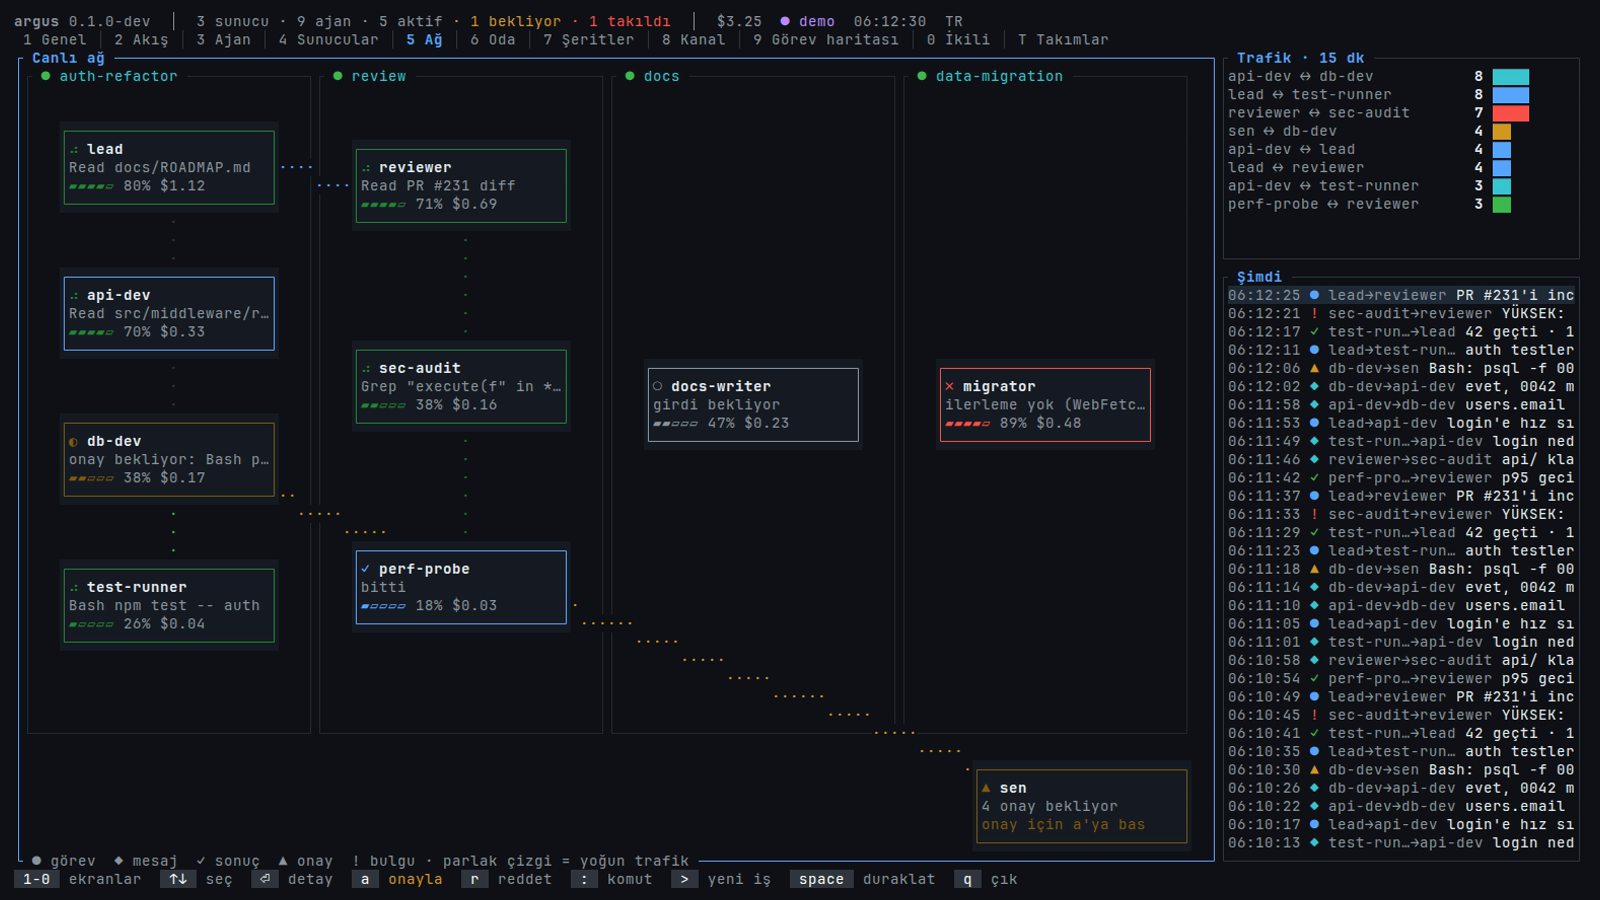 argus 0.1.0-dev │ 3 sunucu · 9 ajan · 5 aktif · 1 bekliyor · 1 takıldı │ $3.25 ● demo 06:12:30 TR
1 Genel │ 2 Akış │ 3 Ajan │ 4 Sunucular │ 5 Ağ │ 6 Oda │ 7 Şeritler │ 8 Kanal │ 9 Görev haritası │ 0 İkili │ T Takımlar
Canlı ağ
● auth-refactor
lead
Read docs/ROADMAP.md
80% $1.12
api-dev
Read src/middleware/r…
70% $0.33
◐ db-dev
onay bekliyor: Bash p…
38% $0.17
test-runner
Bash npm test -- auth
26% $0.04
● review
reviewer
Read PR #231 diff
71% $0.69
sec-audit
Grep "execute(f" in *…
38% $0.16
✓ perf-probe
bitti
18% $0.03
● docs
○ docs-writer
girdi bekliyor
47% $0.23
● data-migration
✕ migrator
ilerleme yok (WebFetc…
89% $0.48
▲ sen
4 onay bekliyor
onay için a'ya bas
● görev ◆ mesaj ✓ sonuç ▲ onay ! bulgu · parlak çizgi = yoğun trafik
Trafik · 15 dk
api-dev ↔ db-dev 8
lead ↔ test-runner 8
reviewer ↔ sec-audit 7
sen ↔ db-dev 4
api-dev ↔ lead 4
lead ↔ reviewer 4
api-dev ↔ test-runner 3
perf-probe ↔ reviewer 3
Şimdi
06:12:25 ● lead→reviewer PR #231'i inc
06:12:21 ! sec-audit→reviewer YÜKSEK:
06:12:17 ✓ test-run…→lead 42 geçti · 1
06:12:11 ● lead→test-run… auth testler
06:12:06 ▲ db-dev→sen Bash: psql -f 00
06:12:02 ◆ db-dev→api-dev evet, 0042 m
06:11:58 ◆ api-dev→db-dev users.email
06:11:53 ● lead→api-dev login'e hız sı
06:11:49 ◆ test-run…→api-dev login ned
06:11:46 ◆ reviewer→sec-audit api/ kla
06:11:42 ✓ perf-pro…→reviewer p95 geci
06:11:37 ● lead→reviewer PR #231'i inc
06:11:33 ! sec-audit→reviewer YÜKSEK:
06:11:29 ✓ test-run…→lead 42 geçti · 1
06:11:23 ● lead→test-run… auth testler
06:11:18 ▲ db-dev→sen Bash: psql -f 00
06:11:14 ◆ db-dev→api-dev evet, 0042 m
06:11:10 ◆ api-dev→db-dev users.email
06:11:05 ● lead→api-dev login'e hız sı
06:11:01 ◆ test-run…→api-dev login ned
06:10:58 ◆ reviewer→sec-audit api/ kla
06:10:54 ✓ perf-pro…→reviewer p95 geci
06:10:49 ● lead→reviewer PR #231'i inc
06:10:45 ! sec-audit→reviewer YÜKSEK:
06:10:41 ✓ test-run…→lead 42 geçti · 1
06:10:35 ● lead→test-run… auth testler
06:10:30 ▲ db-dev→sen Bash: psql -f 00
06:10:26 ◆ db-dev→api-dev evet, 0042 m
06:10:22 ◆ api-dev→db-dev users.email
06:10:17 ● lead→api-dev login'e hız sı
06:10:13 ◆ test-run…→api-dev login ned
1-0 ekranlar ↑↓ seç ⏎ detay a onayla r reddet : komut > yeni iş space duraklat q çık